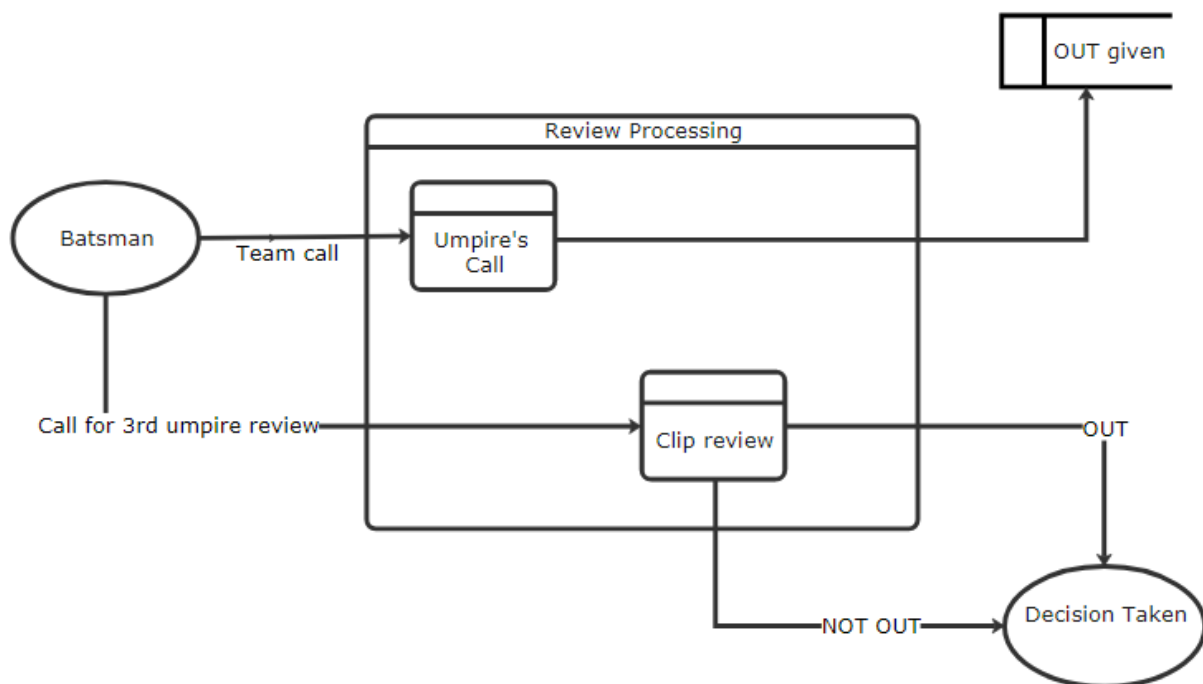 OUT given
Review Processing
Batsman
Team call
Umpire's
Call
Call for 3rd umpire review
Clip review
OUT
NOT OUT
Decision Taken